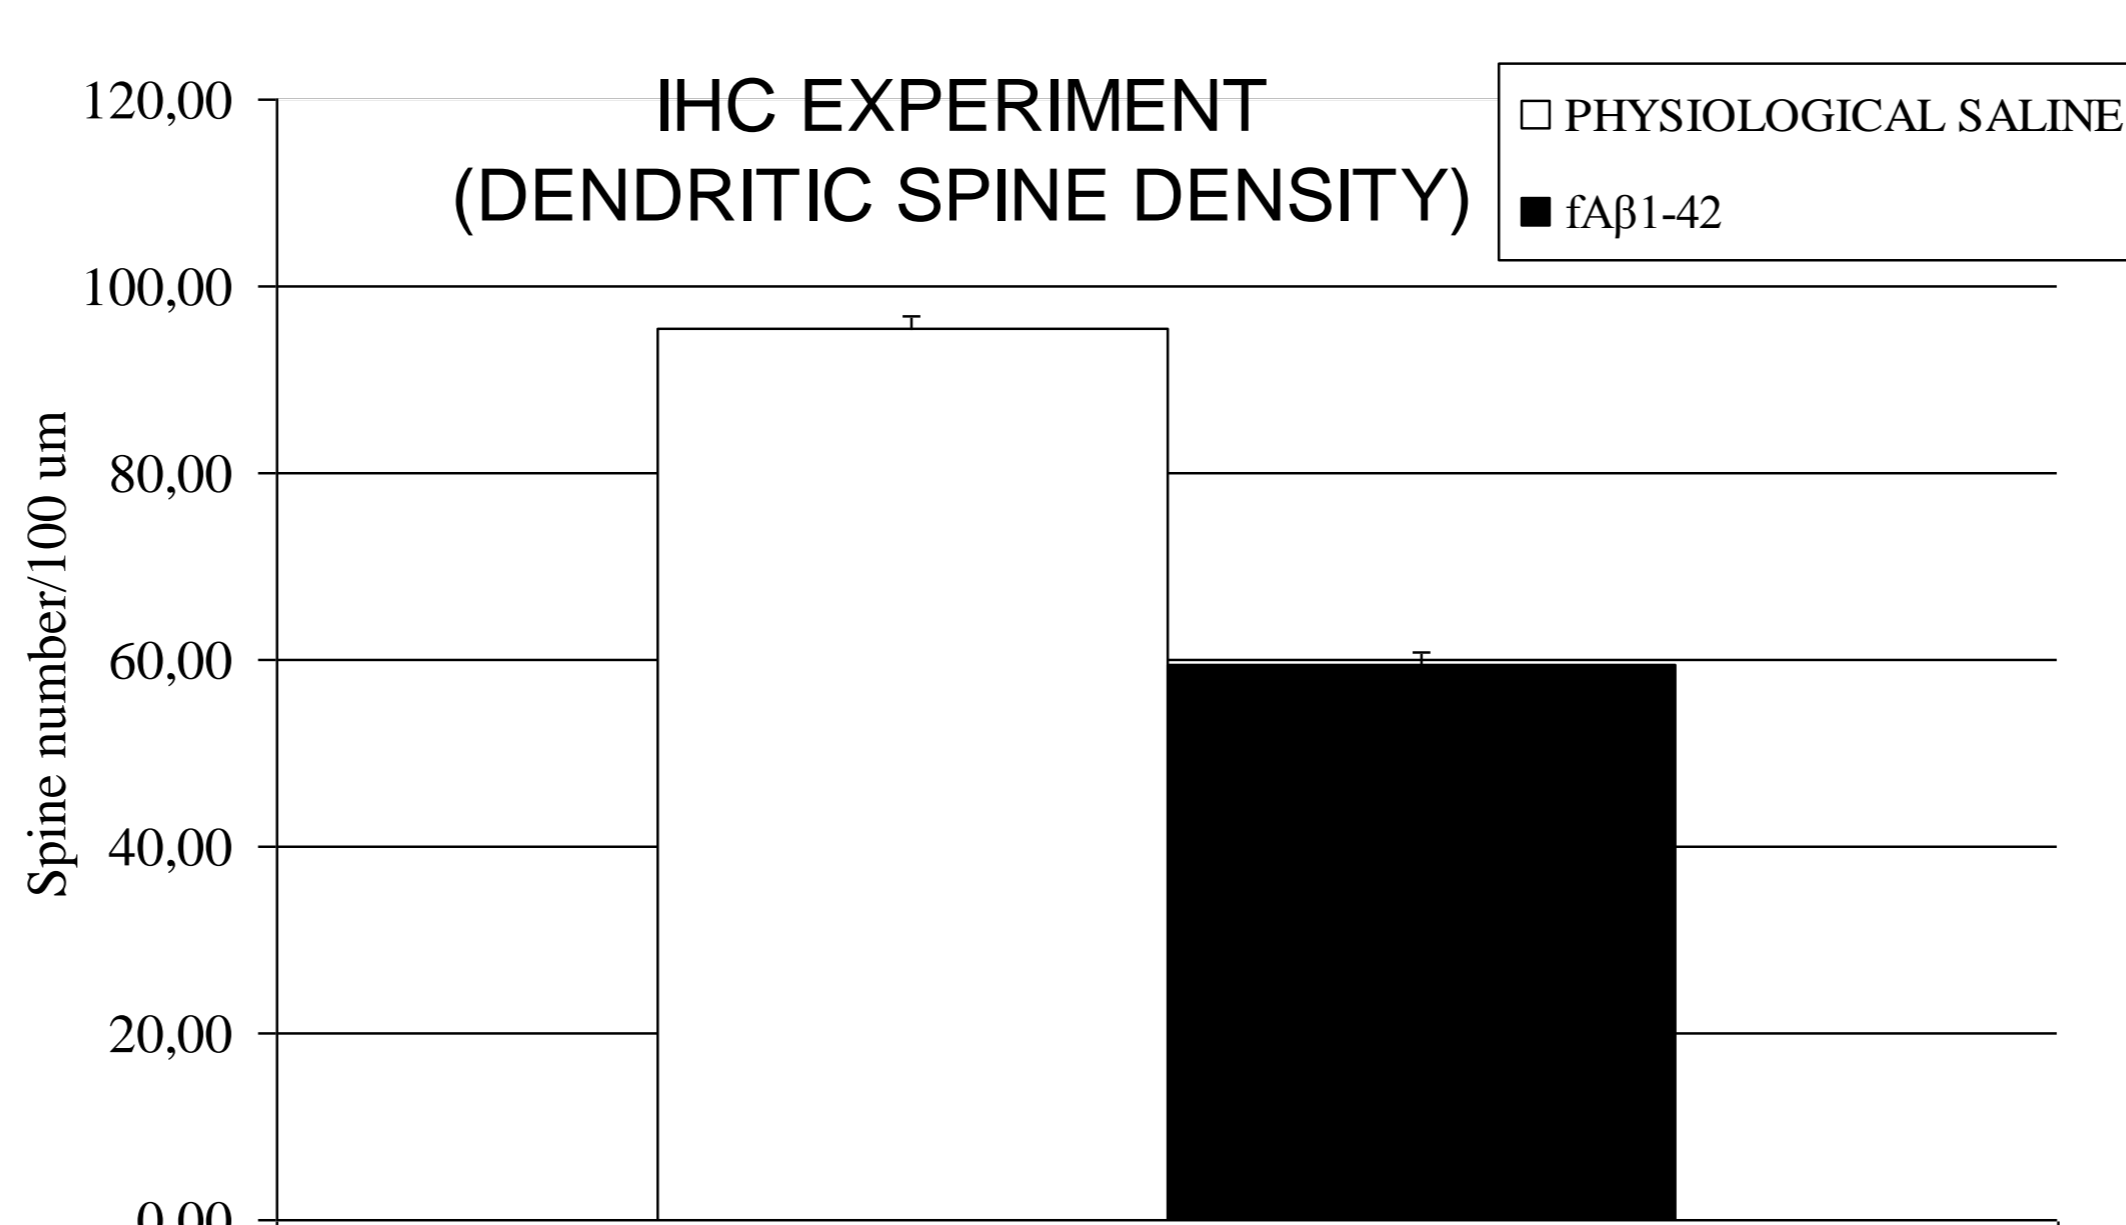 IHC EXPERIMENT
(DENDRITIC SPINE DENSITY)
PHYSIOLOGICAL SALINE
fAβ1-42
120,00
100,00
80,00
60,00
40,00
20,00
0,00
Spine number/100 um